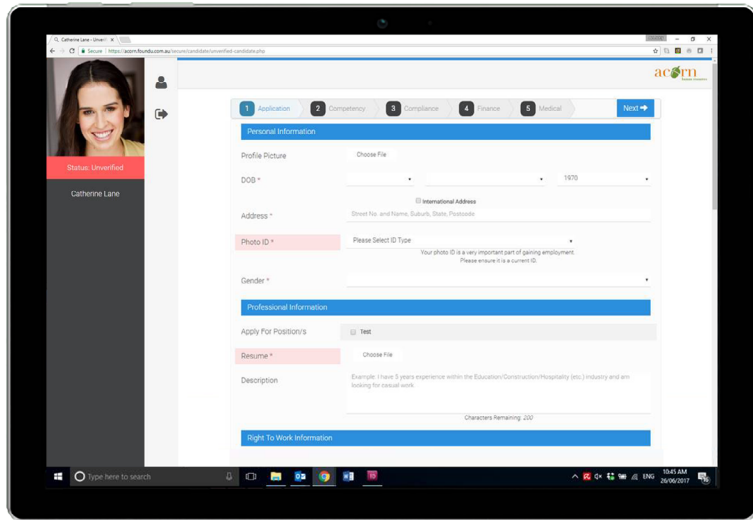 Catherine Lane - Unveri
Secure | https://acorn.foundu.com.au/secure/candidate/unverified-candidate.php
acorn
Status: Unverified
Catherine Lane
1 Application 2 Competency 3 Compliance 4 Finance 5 Medical Next
Personal Information
Profile Picture Choose File
DOB * 1970
International Address
Address * Street No. and Name, Suburb, State, Postcode
Photo ID * Please Select ID Type
Your photo ID is a very important part of gaining employment.
Please ensure it is a current ID.
Gender *
Professional Information
Apply For Position/s Test
Resume * Choose File
Description Example: I have 5 years experience within the Education/Construction/Hospitality (etc.) industry and am
looking for casual work.
Characters Remaining: 200
Right To Work Information
Type here to search
ENG 10:45 AM
26/06/2017